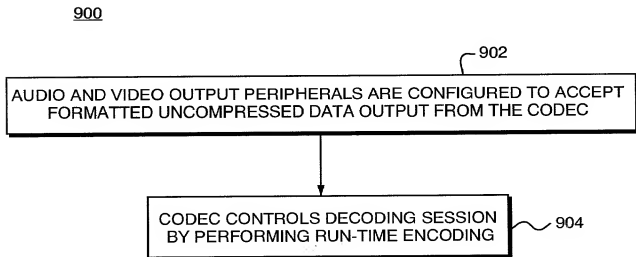 900
902
AUDIO AND VIDEO OUTPUT PERIPHERALS ARE CONFIGURED TO ACCEPT
FORMATTED UNCOMPRESSED DATA OUTPUT FROM THE CODEC
CODEC CONTROLS DECODING SESSION
BY PERFORMING RUN-TIME ENCODING
904